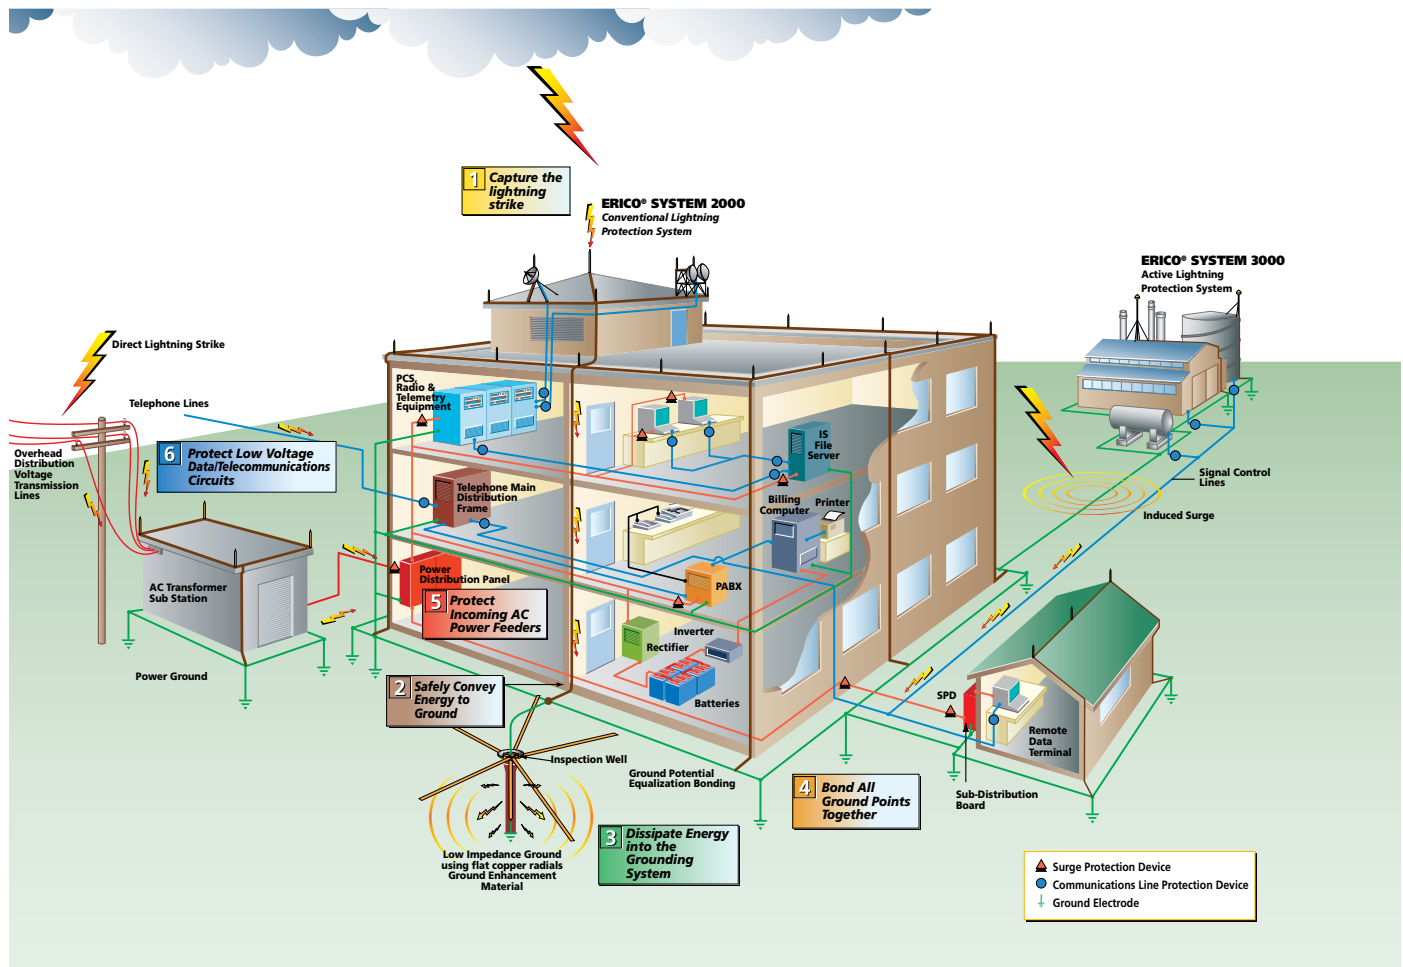 1
Capture the
lightning
strike
ERICO® SYSTEM 2000
Conventional Lightning
Protection System
ERICO® SYSTEM 3000
Active Lightning
Protection System
Direct Lightning Strike
Telephone Lines
6
Protect Low Voltage
Data/Telecommunications
Circuits
Overhead
Distribution
Voltage
Transmission
Lines
PCS,
Radio &
Telemetry
Equipment
IS
File
Server
Telephone Main
Distribution
Frame
Billing
Computer
Printer
Signal Control
Lines
Induced Surge
AC Transformer
Sub Station
Power
Distribution Panel
PABX
5
Protect
Incoming AC
Power Feeders
Inverter
Rectifier
Batteries
Power Ground
2
Safely Convey
Energy to
Ground
SPD
Remote
Data
Terminal
Inspection Well
Ground Potential
Equalization Bonding
4
Bond All
Ground Points
Together
Sub-Distribution
Board
3
Dissipate Energy
into the
Grounding
System
Low Impedance Ground
using flat copper radials
Ground Enhancement
Material
Surge Protection Device
Communications Line Protection Device
Ground Electrode